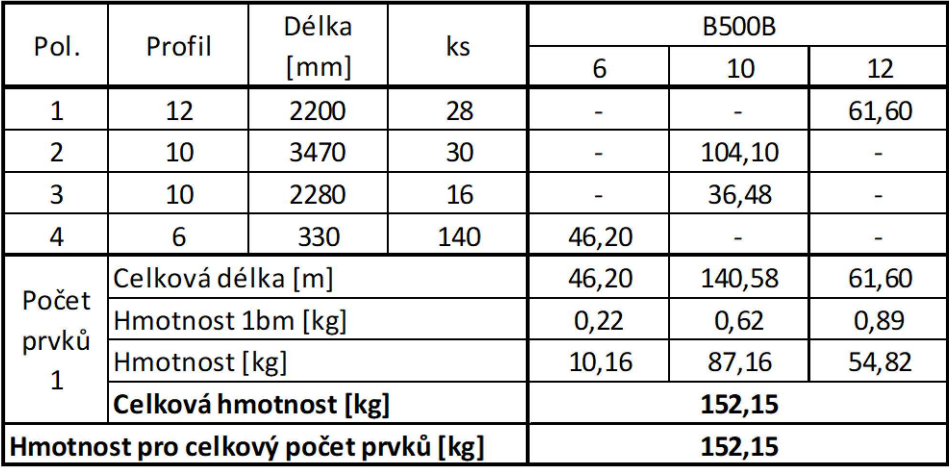 Pol. Profil Délka [mm] ks B500B
6 10 12
1 12 2200 28 - - 61,60
2 10 3470 30 - 104,10 -
3 10 2280 16 - 36,48 -
4 6 330 140 46,20 - -
Počet prvků 1
Celková délka [m] 46,20 140,58 61,60
Hmotnost 1bm [kg] 0,22 0,62 0,89
Hmotnost [kg] 10,16 87,16 54,82
Celková hmotnost [kg] 152,15
Hmotnost pro celkový počet prvků [kg] 152,15